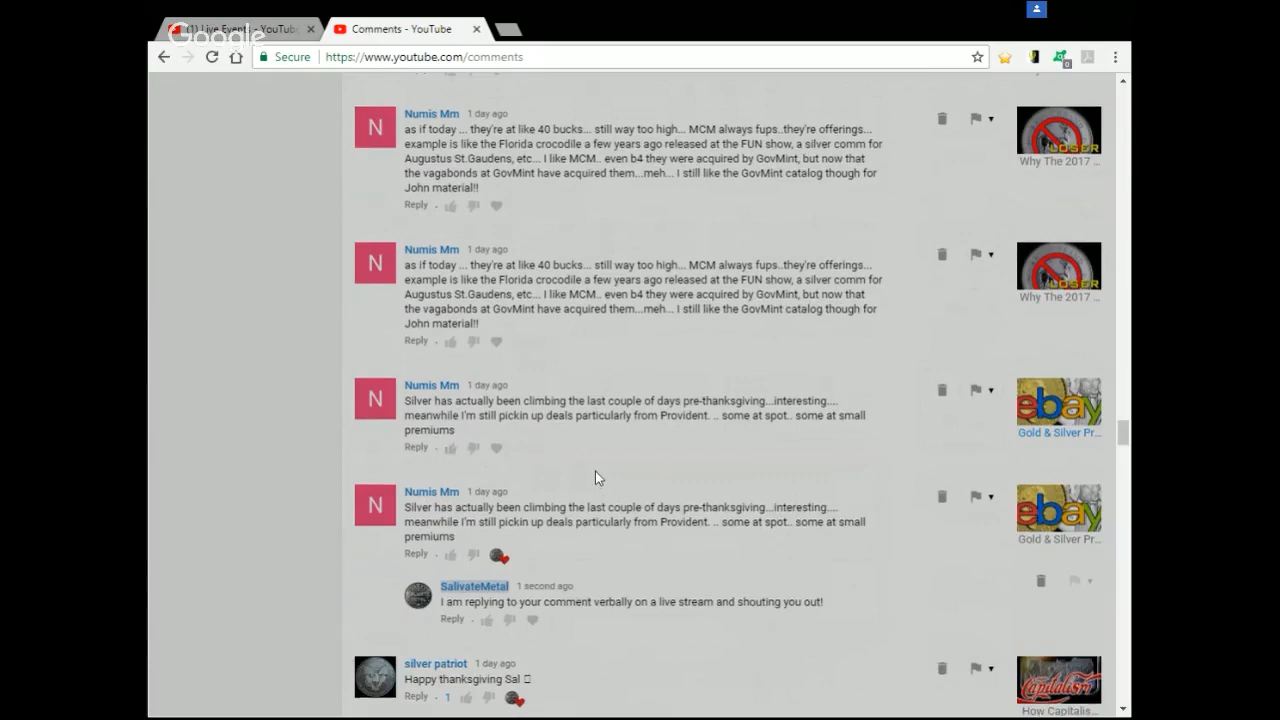 (1) Live Events - YouTube
Comments - YouTube
Google
Secure
https://www.youtube.com/comments
0
N
Numis Mm 1 day ago
as if today ... they're at like 40 bucks... still way too high... MCM always fups..they're offerings...
example is like the Florida crocodile a few years ago released at the FUN show, a silver comm for
Augustus St.Gaudens, etc... I like MCM.. even b4 they were acquired by GovMint, but now that
the vagabonds at GovMint have acquired them...meh... I still like the GovMint catalog though for
John material!!
Reply
LOSER
Why The 2017 ...
N
Numis Mm 1 day ago
as if today ... they're at like 40 bucks... still way too high... MCM always fups..they're offerings...
example is like the Florida crocodile a few years ago released at the FUN show, a silver comm for
Augustus St.Gaudens, etc... I like MCM.. even b4 they were acquired by GovMint, but now that
the vagabonds at GovMint have acquired them...meh... I still like the GovMint catalog though for
John material!!
Reply
LOSER
Why The 2017 ...
N
Numis Mm 1 day ago
Silver has actually been climbing the last couple of days pre-thanksgiving...interesting....
meanwhile I'm still pickin up deals particularly from Provident. .. some at spot.. some at small
premiums
Reply
ebay
Gold & Silver Pr...
N
Numis Mm 1 day ago
Silver has actually been climbing the last couple of days pre-thanksgiving...interesting....
meanwhile I'm still pickin up deals particularly from Provident. .. some at spot.. some at small
premiums
Reply
ebay
Gold & Silver Pr...
SalivateMetal 1 second ago
I am replying to your comment verbally on a live stream and shouting you out!
Reply
silver patriot 1 day ago
Happy thanksgiving Sal
Reply 1
Capitalism
How Capitalis...